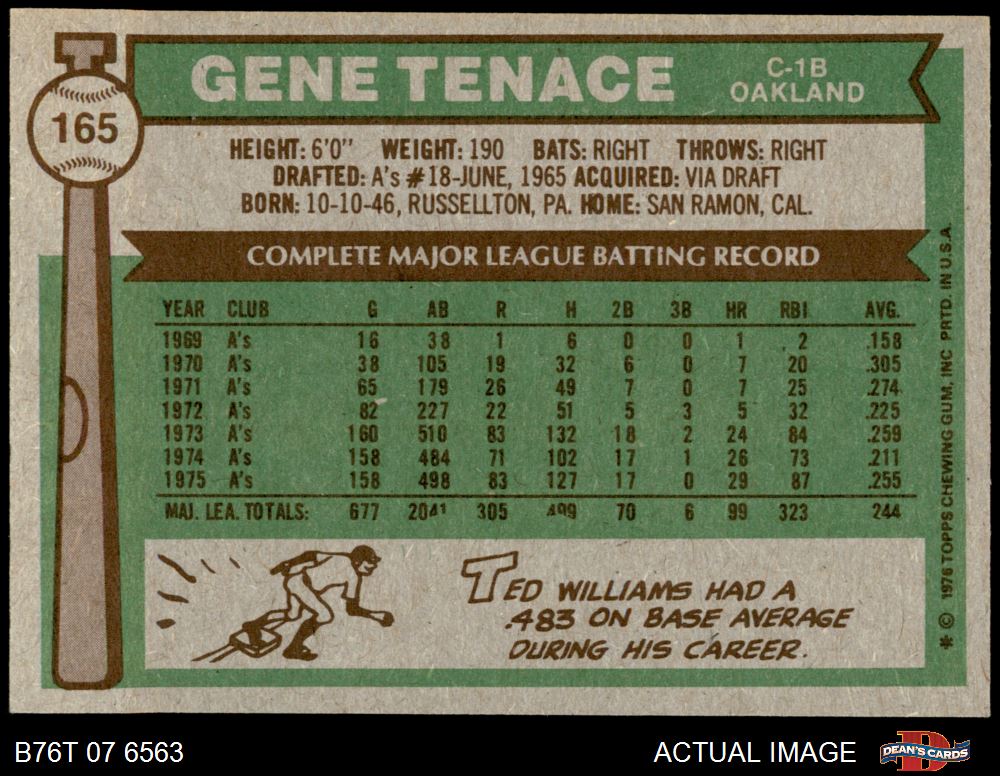 165
GENE TENACE
C-1B
OAKLAND
HEIGHT: 6'0" WEIGHT: 190 BATS: RIGHT THROWS: RIGHT
DRAFTED: A's #18-JUNE, 1965 ACQUIRED: VIA DRAFT
BORN: 10-10-46, RUSSELLTON, PA. HOME: SAN RAMON, CAL.
COMPLETE MAJOR LEAGUE BATTING RECORD
YEAR CLUB G AB R H 2B 3B HR RBI AVG.
1969 A's 16 38 1 6 0 0 1 2 .158
1970 A's 38 105 19 32 6 0 7 20 .305
1971 A's 65 179 26 49 7 0 7 25 .274
1972 A's 82 227 22 51 5 3 5 32 .225
1973 A's 160 510 83 132 18 2 24 84 .259
1974 A's 158 484 71 102 17 1 26 73 .211
1975 A's 158 498 83 127 17 0 29 87 .255
MAJ. LEA. TOTALS: 677 2041 305 499 70 6 99 323 .244
TED WILLIAMS HAD A
.483 ON BASE AVERAGE
DURING HIS CAREER.
* © 1976 TOPPS CHEWING GUM, INC PRTD. IN U.S.A.
B76T 07 6563
ACTUAL IMAGE
DEAN'S CARDS